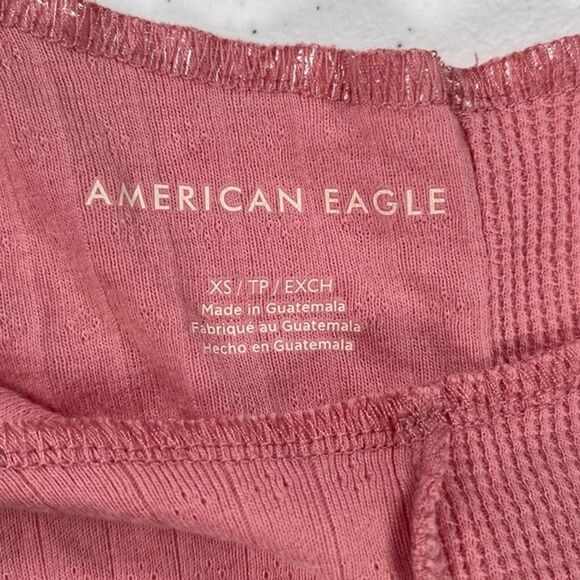 AMERICAN EAGLE
XS / TP / EXCH
Made in Guatemala
Fabriqué au Guatemala
Hecho en Guatemala